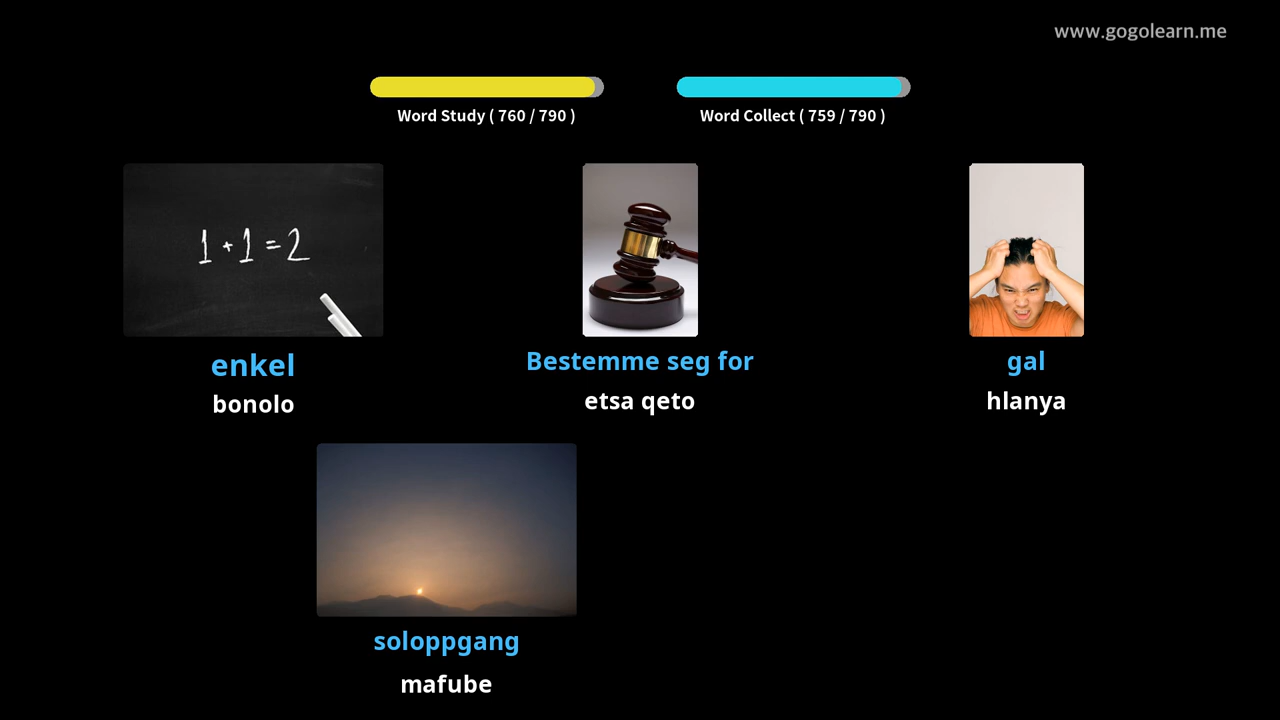 www.gogolearn.me
Word Study ( 760 / 790 )
Word Collect ( 759 / 790 )
1 + 1 = 2
enkel
bonolo
Bestemme seg for
etsa qeto
gal
hlanya
soloppgang
mafube